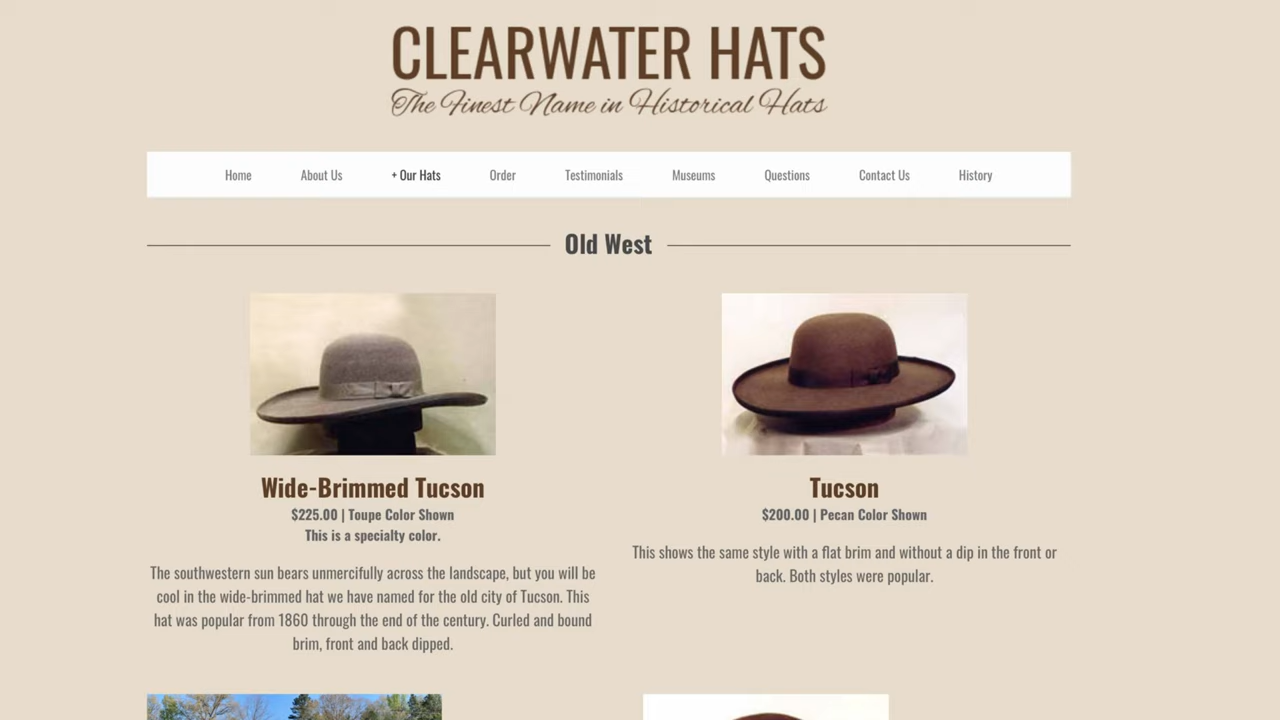 CLEARWATER HATS
The Finest Name in Historical Hats
Home About Us + Our Hats Order Testimonials Museums Questions Contact Us History
Old West
Wide-Brimmed Tucson
$225.00 | Toupe Color Shown
This is a specialty color.
The southwestern sun bears unmercifully across the landscape, but you will be
cool in the wide-brimmed hat we have named for the old city of Tucson. This
hat was popular from 1860 through the end of the century. Curled and bound
brim, front and back dipped.
Tucson
$200.00 | Pecan Color Shown
This shows the same style with a flat brim and without a dip in the front or
back. Both styles were popular.